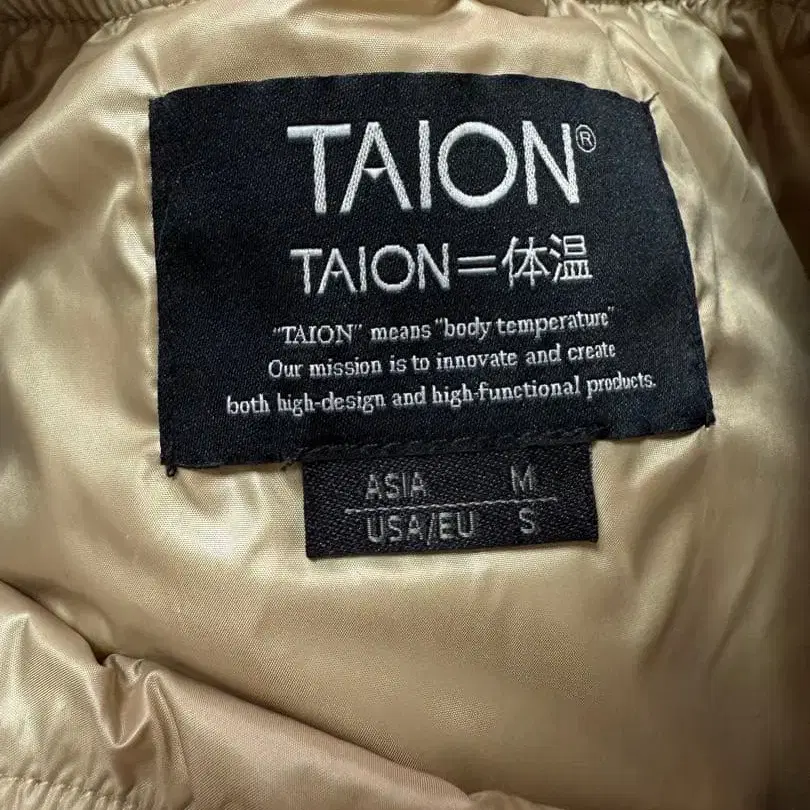 TAION®
TAION=体温
"TAION" means "body temperature"
Our mission is to innovate and create
both high-design and high-functional products.
ASIA M
USA/EU S